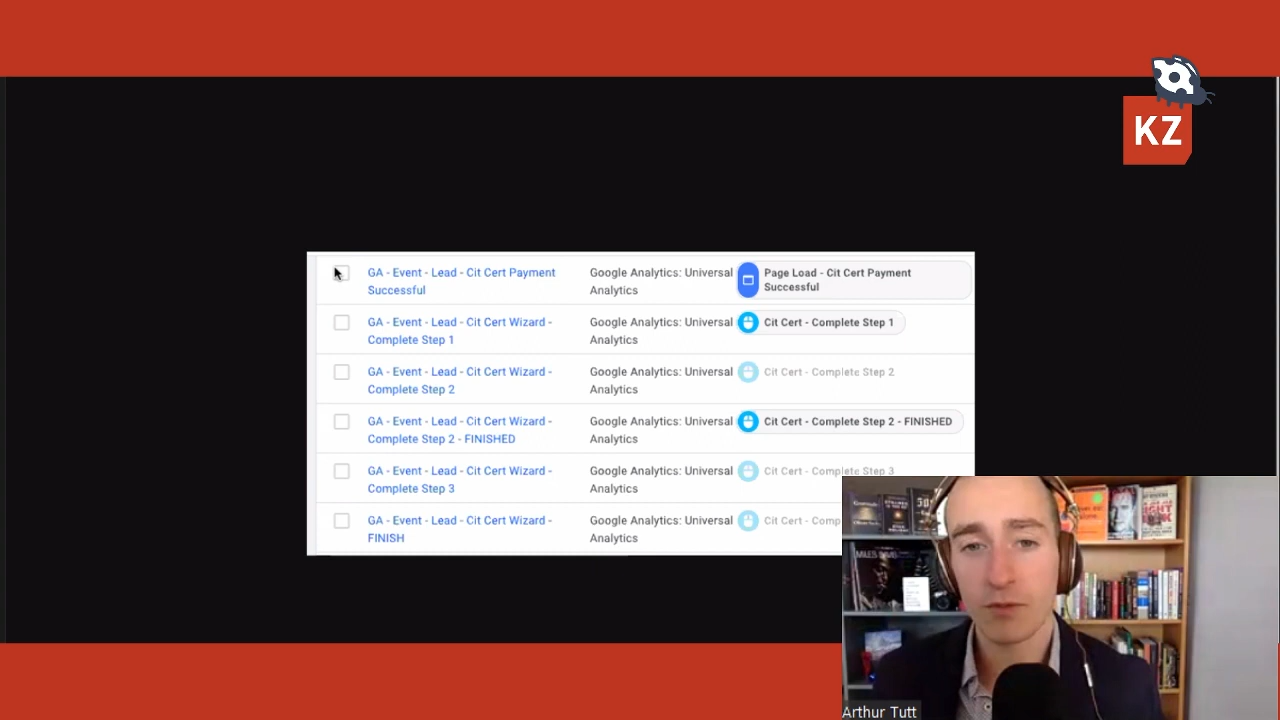 KZ
GA - Event - Lead - Cit Cert Payment
Successful
Google Analytics: Universal
Analytics
Page Load - Cit Cert Payment
Successful
GA - Event - Lead - Cit Cert Wizard -
Complete Step 1
Google Analytics: Universal
Analytics
Cit Cert - Complete Step 1
GA - Event - Lead - Cit Cert Wizard -
Complete Step 2
Google Analytics: Universal
Analytics
Cit Cert - Complete Step 2
GA - Event - Lead - Cit Cert Wizard -
Complete Step 2 - FINISHED
Google Analytics: Universal
Analytics
Cit Cert - Complete Step 2 - FINISHED
GA - Event - Lead - Cit Cert Wizard -
Complete Step 3
Google Analytics: Universal
Analytics
Cit Cert - Complete Step 3
GA - Event - Lead - Cit Cert Wizard -
FINISH
Google Analytics: Universal
Analytics
Cit Cert - Comp
MILES DAVIS
Arthur Tutt